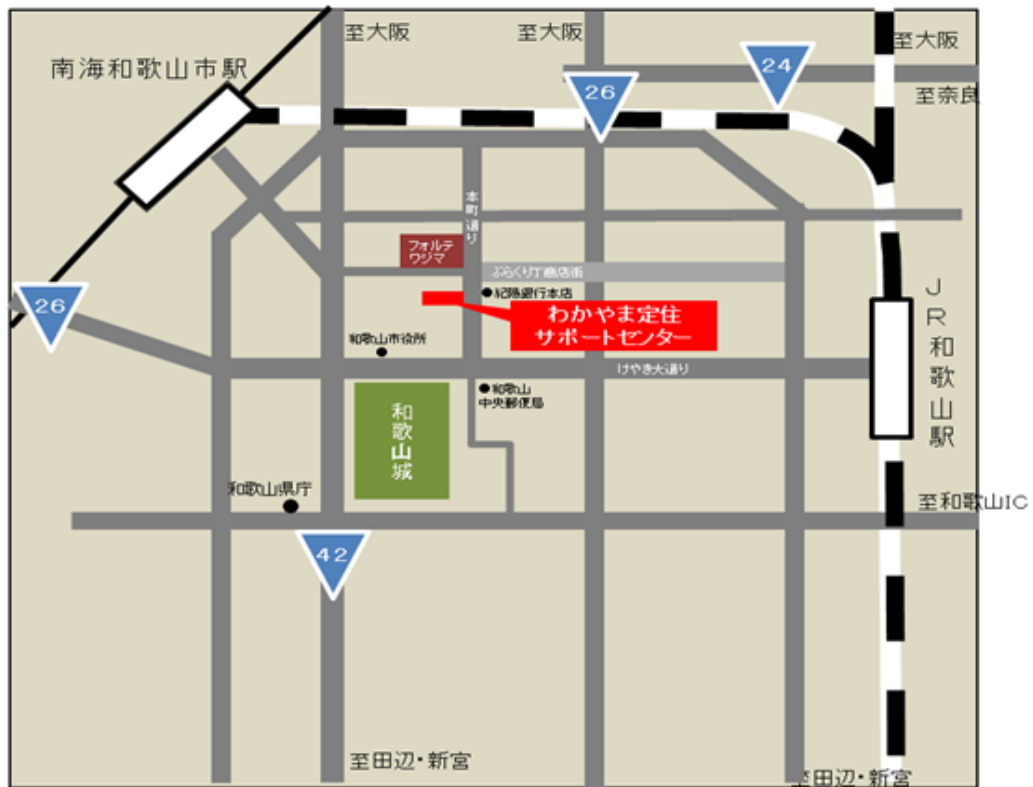 至大阪
至大阪
至大阪
南海和歌山市駅
24
26
至奈良
本町通り
フォルテ
ワジマ
ぶらくり丁商店街
26
紀陽銀行本店
わかやま定住
サポートセンター
JR和歌山駅
和歌山市役所
けやき大通り
和歌山
中央郵便局
和歌山城
和歌山県庁
至和歌山IC
42
至田辺・新宮
至田辺・新宮